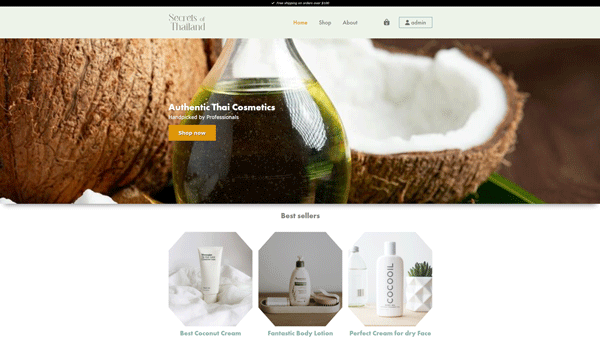 ✓ Free shipping on orders over $100
Secrets of
Thailand
Home
Shop
About
admin
Authentic Thai Cosmetics
Handpicked by Professionals
Shop now
Best sellers
COCOOIL
Best Coconut Cream
Fantastic Body Lotion
Perfect Cream for dry Face